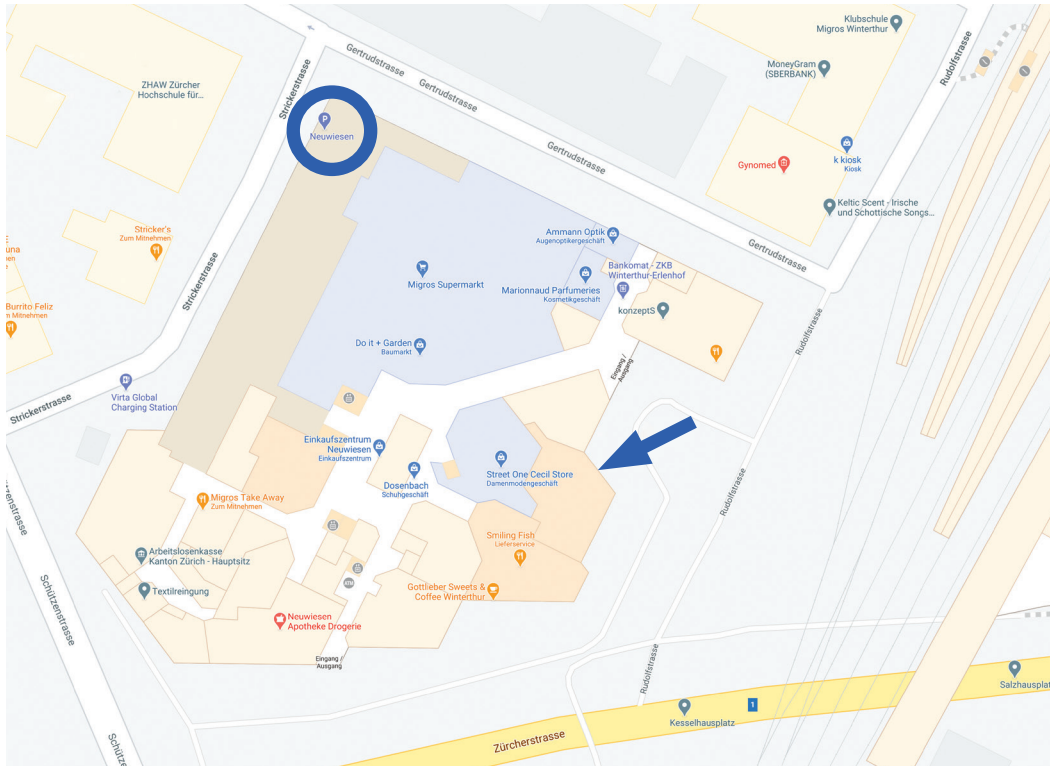 Klubschule
Migros Winterthur
Gertrudstrasse
Gertrudstrasse
Rudolfstrasse
MoneyGram
(SBERBANK)
ZHAW Zürcher
Hochschule für...
Strickerstrasse
P
Neuwiesen
Gertrudstrasse
k kiosk
Kiosk
Gynomed
Keltic Scent - Irische
und Schottische Songs...
Stricker's
Zum Mitnehmen
Ammann Optik
Augenoptikergeschäft
Gertrudstrasse
Bankomat - ZKB
Winterthur-Erlenhof
Strickerstrasse
Migros Supermarkt
Marionnaud Parfumeries
Kosmetikgeschäft
konzeptS
Burrito Feliz
Rudolfstrasse
Do it + Garden
Baumarkt
Eingang /
Ausgang
Virta Global
Charging Station
Strickerstrasse
Einkaufszentrum
Neuwiesen
Einkaufszentrum
Dosenbach
Schuhgeschäft
Street One Cecil Store
Damenmodengeschäft
Rudolfstrasse
Migros Take Away
Zum Mitnehmen
Smiling Fish
Lieferservice
Arbeitslosenkasse
Kanton Zürich - Hauptsitz
ATM
Textilreingung
Gottlieber Sweets &
Coffee Winterthur
Schützenstrasse
Neuwiesen
Apotheke Drogerie
Eingang /
Ausgang
Rudolfstrasse
Salzhausplatz
1
Kesselhausplatz
Zürcherstrasse